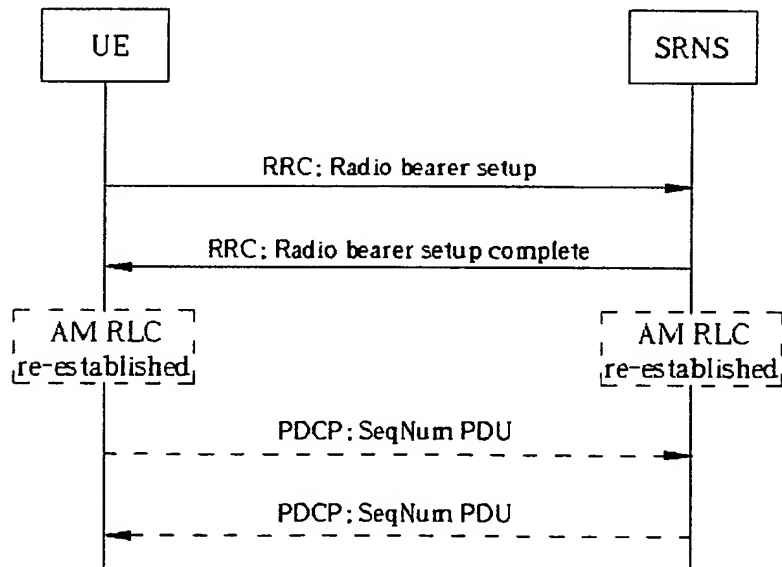 UE
SRNS
RRC: Radio bearer setup
RRC: Radio bearer setup complete
AM RLC
re-established
AM RLC
re-established
PDCP: SeqNum PDU
PDCP: SeqNum PDU